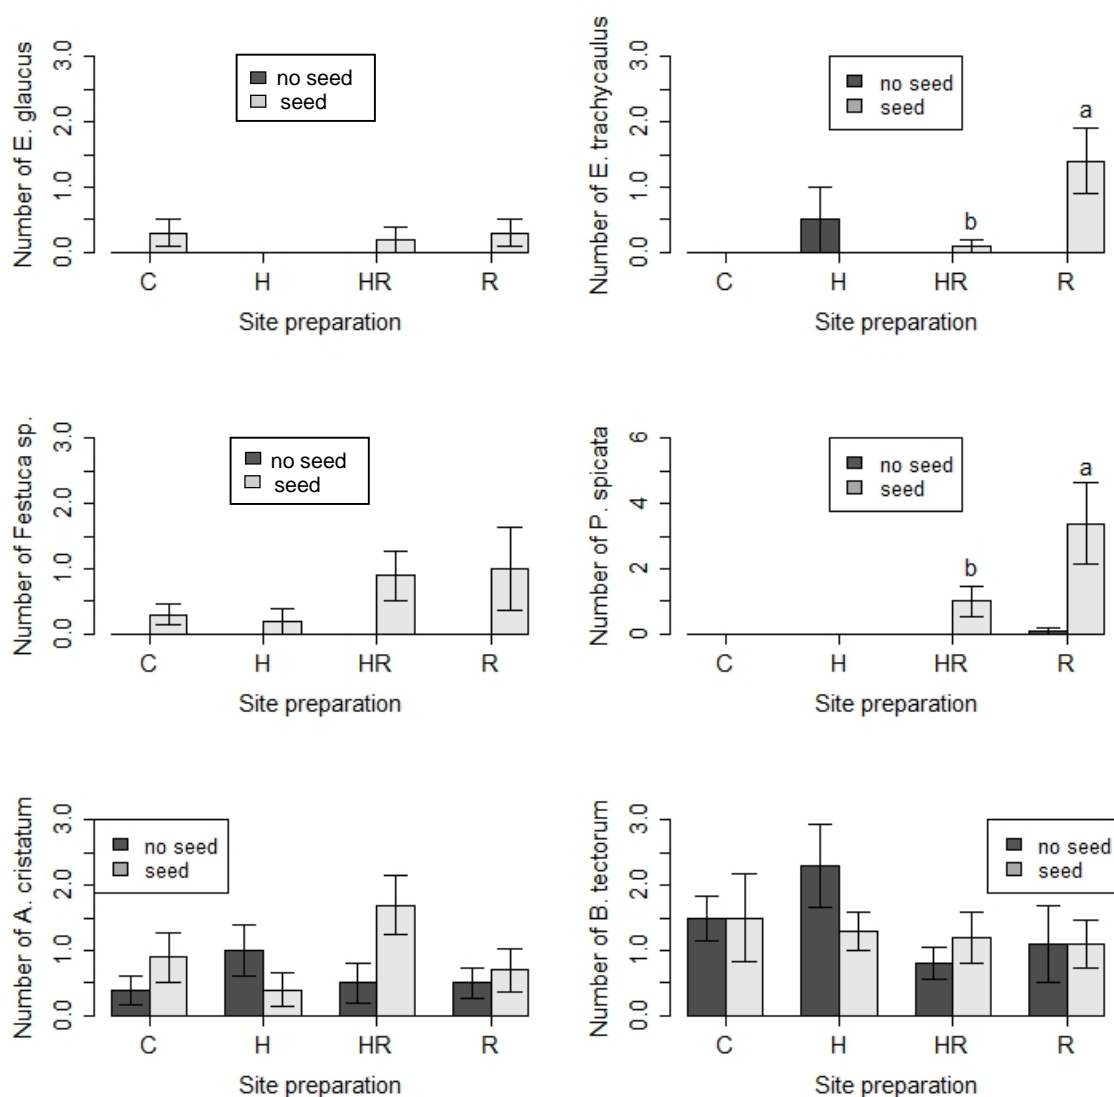 Number of E. glaucus
0.0 1.0 2.0 3.0
no seed
seed
C H HR R
Site preparation
Number of E. trachycaulus
0.0 1.0 2.0 3.0
no seed
seed
b
a
C H HR R
Site preparation
Number of Festuca sp.
0.0 1.0 2.0 3.0
no seed
seed
C H HR R
Site preparation
Number of P. spicata
0 2 4 6
no seed
seed
b
a
C H HR R
Site preparation
Number of A. cristatum
0.0 1.0 2.0 3.0
no seed
seed
C H HR R
Site preparation
Number of B. tectorum
0.0 1.0 2.0 3.0
no seed
seed
C H HR R
Site preparation